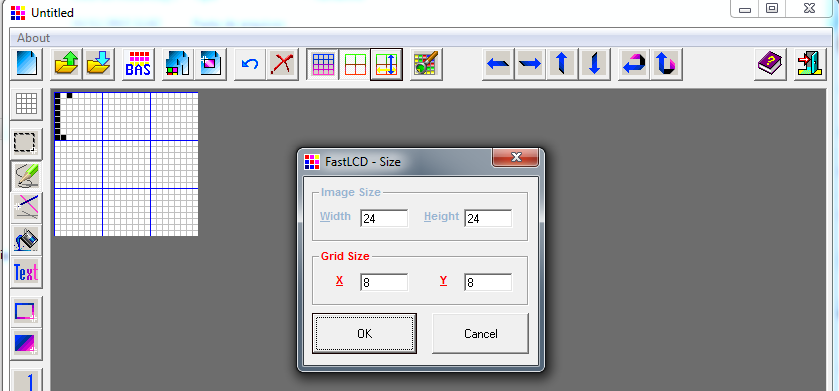 Untitled
About
BAS
FastLCD - Size
Image Size
Width 24 Height 24
Text
Grid Size
X 8 Y 8
OK Cancel
1